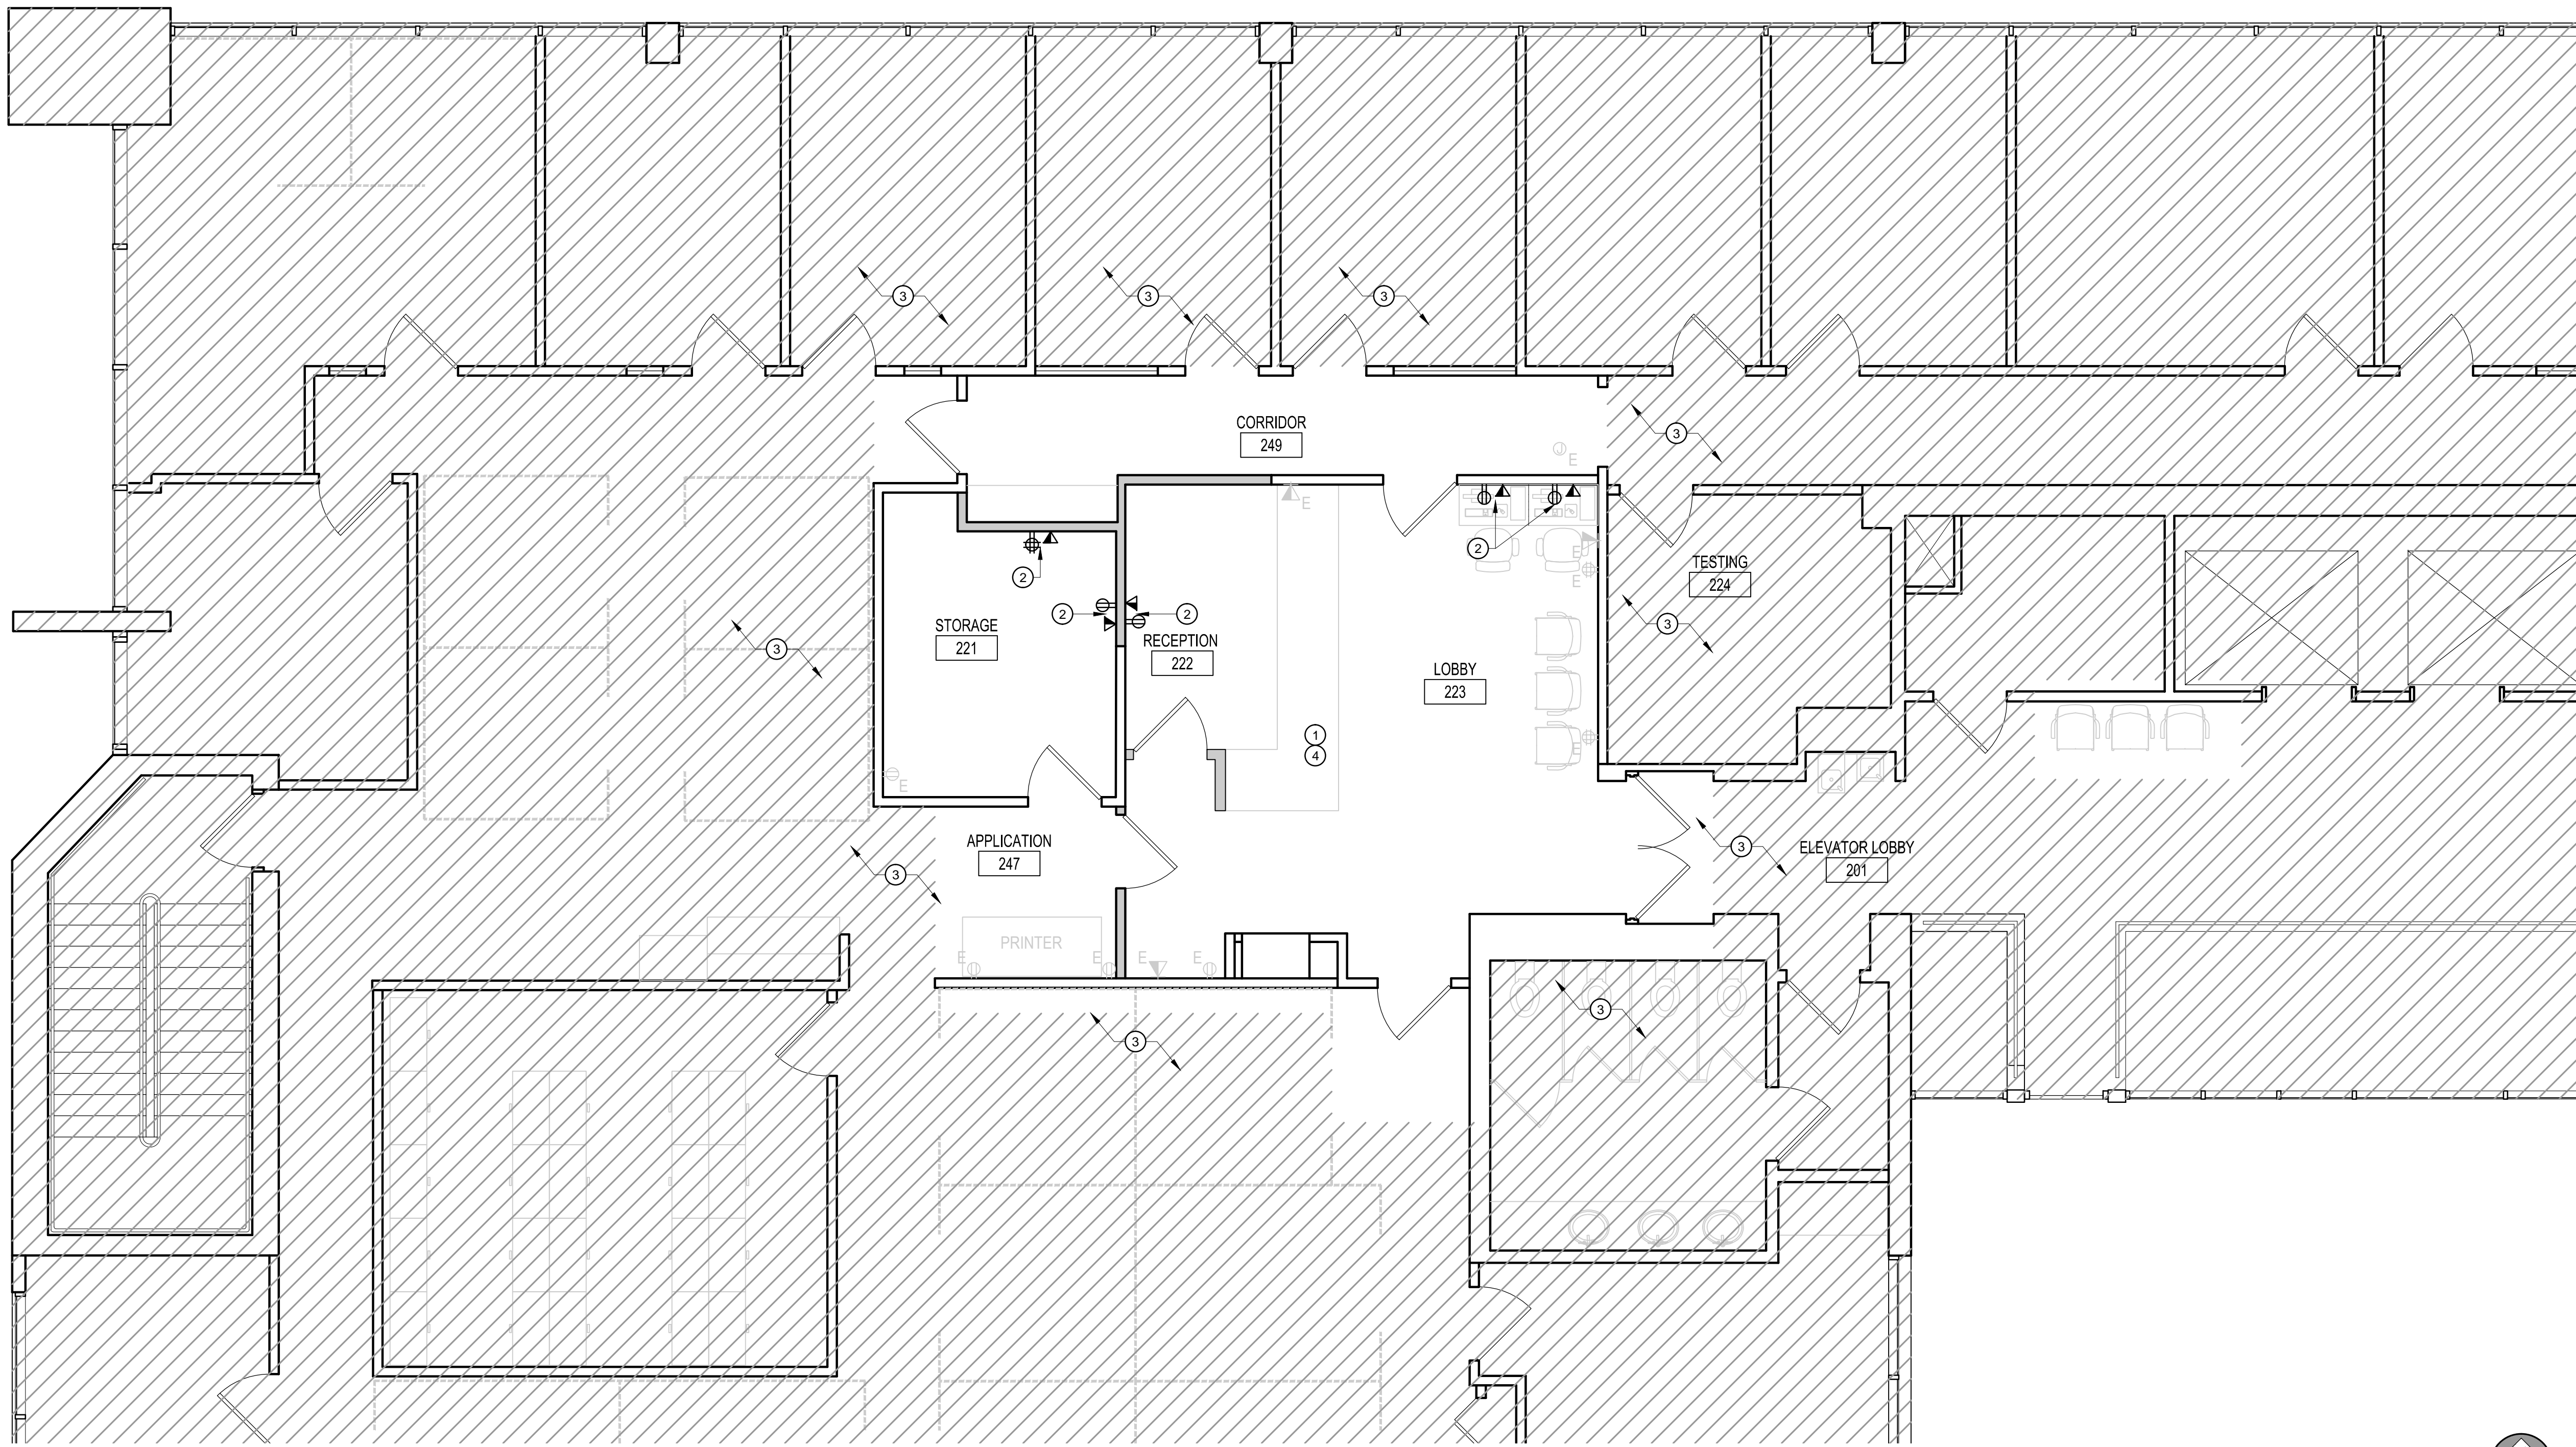 3
3
3
CORRIDOR
249
3
J
E
E
2
2
E
E
TESTING
224
2
2
STORAGE
221
RECEPTION
222
3
3
LOBBY
223
1
4
E
E
APPLICATION
247
3
3
ELEVATOR LOBBY
201
PRINTER
E
E
E
E
3
3